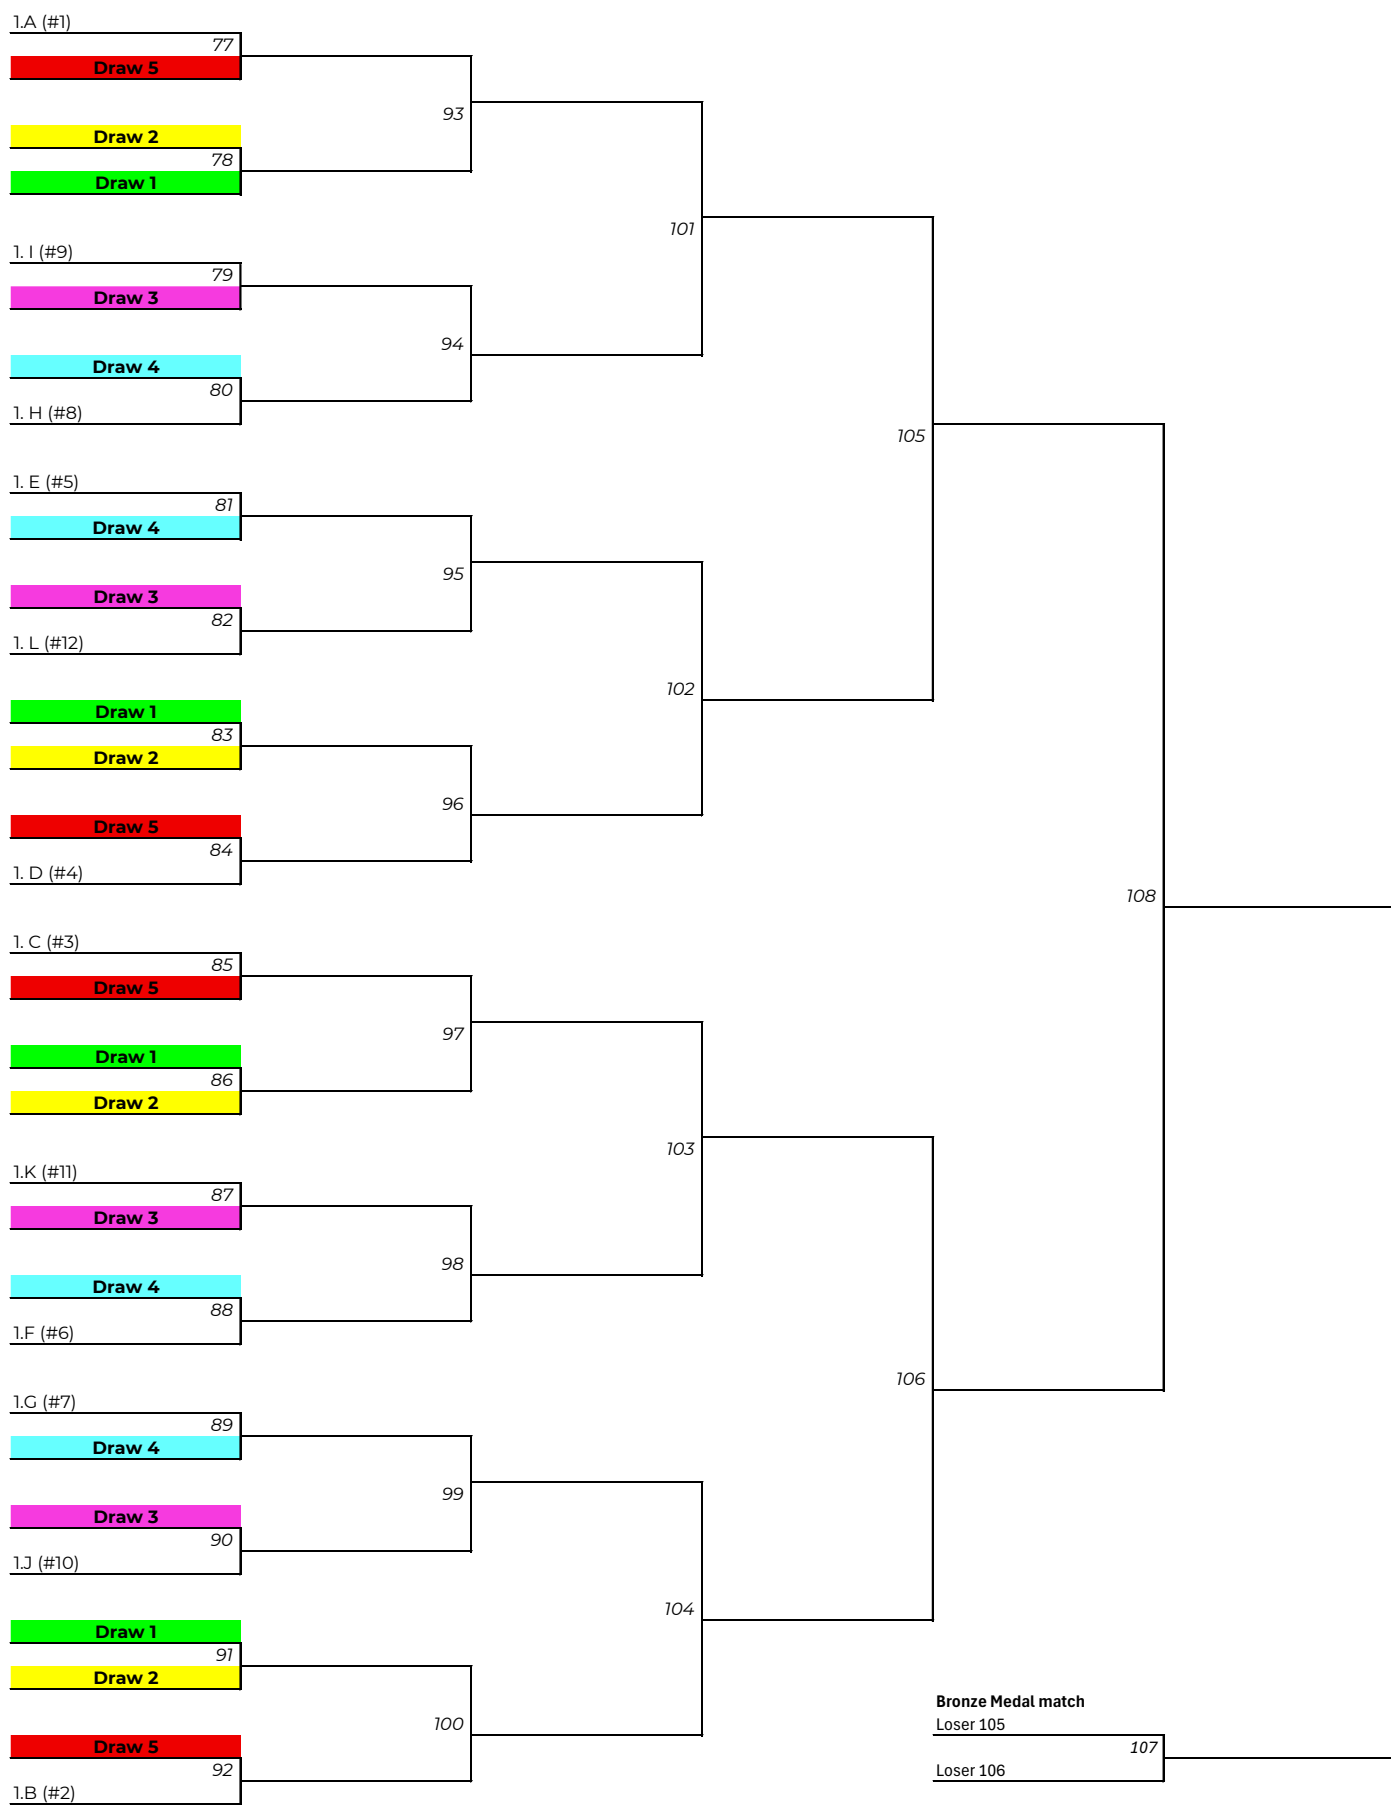 1.A (#1)
77
Draw 5
93
Draw 2
78
Draw 1
101
1. I (#9)
79
Draw 3
94
Draw 4
80
1. H (#8)
105
1. E (#5)
81
Draw 4
95
Draw 3
82
1. L (#12)
102
Draw 1
83
Draw 2
96
Draw 5
84
1. D (#4)
108
1. C (#3)
85
Draw 5
97
Draw 1
86
Draw 2
103
1.K (#11)
87
Draw 3
98
Draw 4
88
1.F (#6)
106
1.G (#7)
89
Draw 4
99
Draw 3
90
1.J (#10)
104
Draw 1
91
Draw 2
100
Draw 5
92
1.B (#2)
Bronze Medal match
Loser 105
107
Loser 106